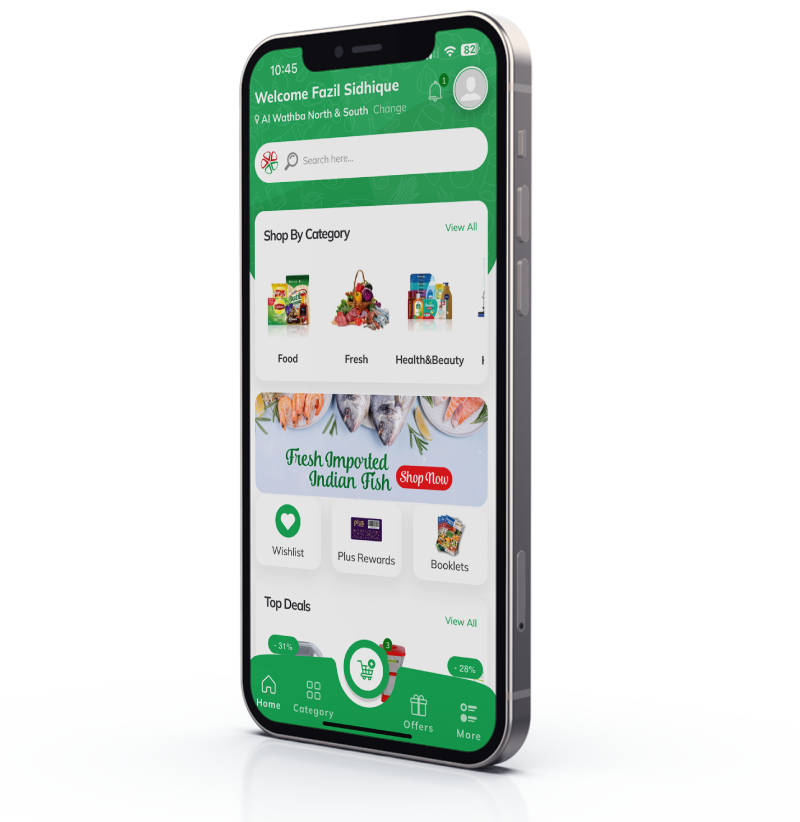 10:45
82
Welcome Fazil Sidhique
1
Al Wathba North & South Change
Search here...
Shop By Category
View All
Food
Fresh
Health&Beauty
Fresh Imported
Indian Fish
Shop Now
Wishlist
Plus Rewards
Booklets
Top Deals
View All
- 31%
3
- 28%
Home
Category
Offers
More